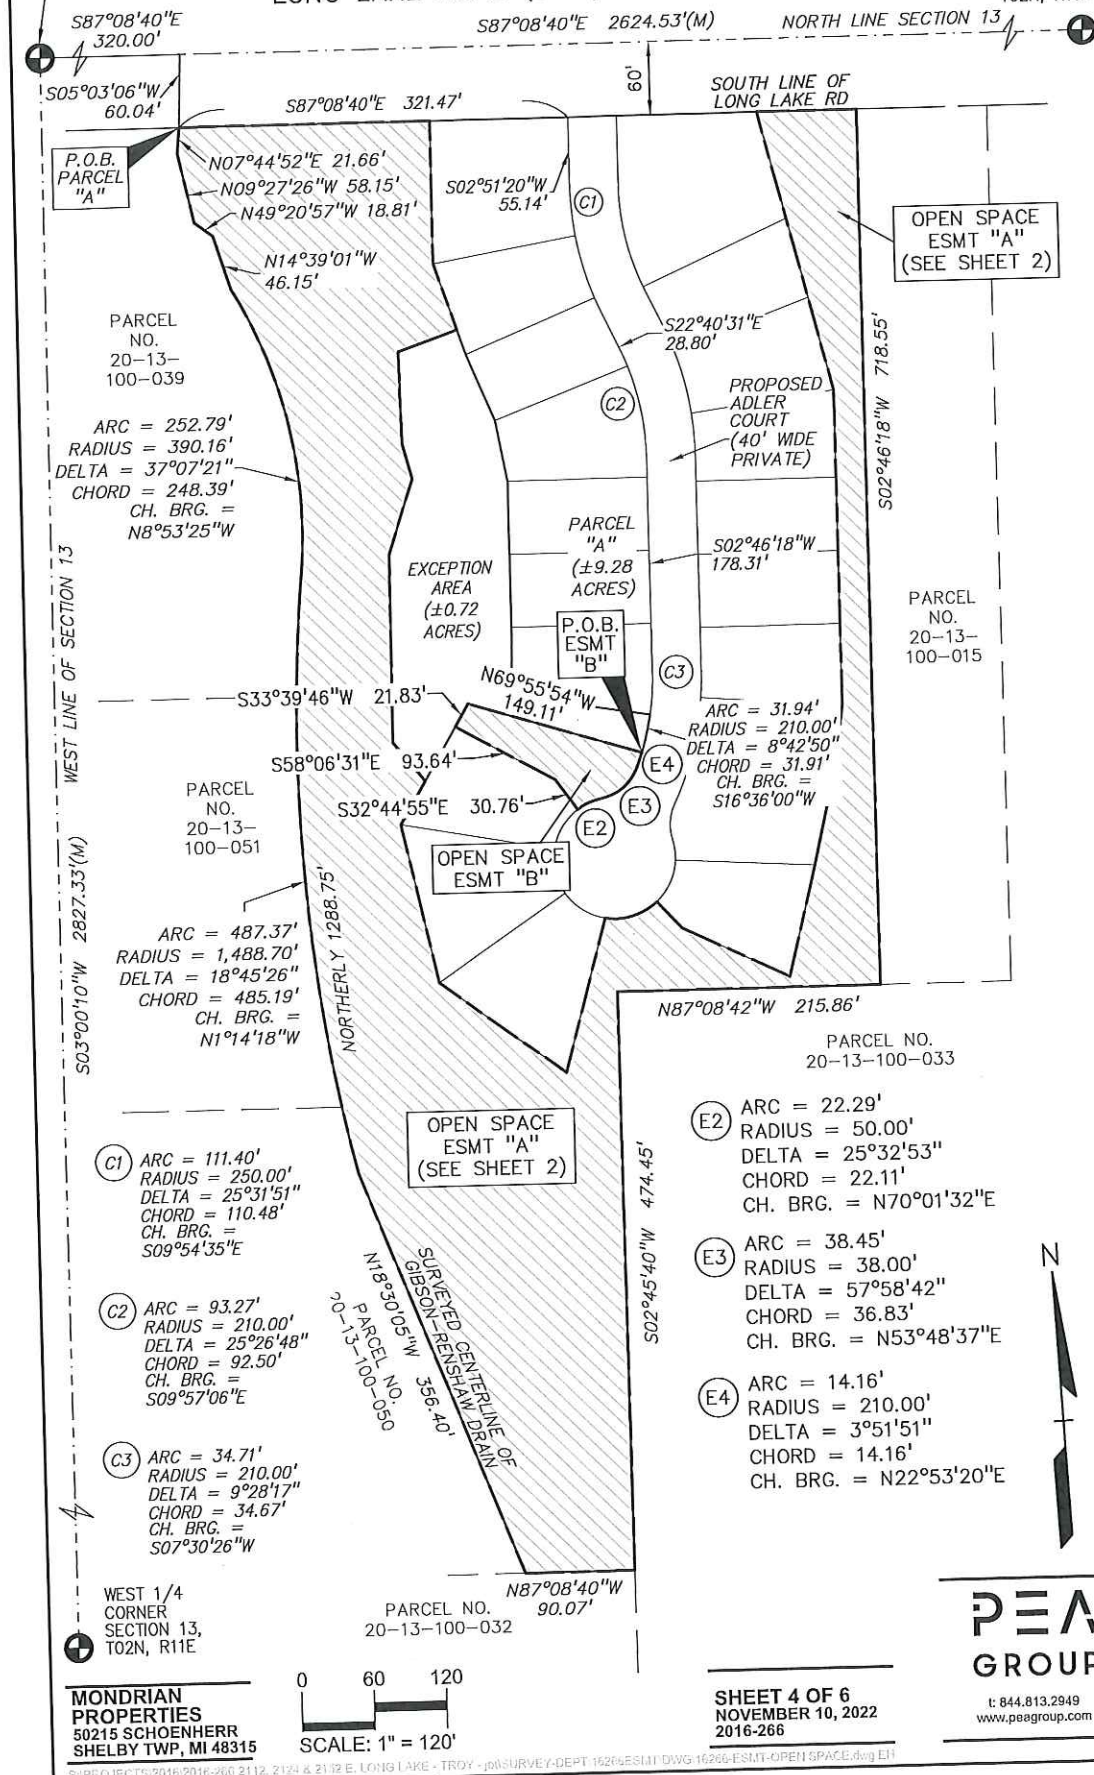 S87°08'40"E
320.00'
S87°08'40"E 2624.53'(M)
NORTH LINE SECTION 13
S05°03'06"W
60.04'
60'
S87°08'40"E 321.47'
SOUTH LINE OF
LONG LAKE RD
P.O.B.
PARCEL
"A"
N07°44'52"E 21.66'
N09°27'26"W 58.15'
N49°20'57"W 18.81'
N14°39'01"W
46.15'
S02°51'20"W
55.14'
C1
OPEN SPACE
ESMT "A"
(SEE SHEET 2)
PARCEL
NO.
20-13-
100-039
S22°40'31"E
28.80'
S02°46'18"W 718.55'
C2
PROPOSED
ADLER
COURT
(40' WIDE
PRIVATE)
ARC = 252.79'
RADIUS = 390.16'
DELTA = 37°07'21"
CHORD = 248.39'
CH. BRG. =
N8°53'25"W
PARCEL
"A"
(±9.28
ACRES)
S02°46'18"W
178.31'
EXCEPTION
AREA
(±0.72
ACRES)
WEST LINE OF SECTION 13
PARCEL
NO.
20-13-
100-015
P.O.B.
ESMT
"B"
C3
S33°39'46"W 21.83'
N69°55'54"W
149.11'
ARC = 31.94'
RADIUS = 210.00'
DELTA = 8°42'50"
CHORD = 31.91'
CH. BRG. =
S16°36'00"W
S58°06'31"E 93.64'
E4
S32°44'55"E 30.76'
E3
E2
PARCEL
NO.
20-13-
100-051
OPEN SPACE
ESMT "B"
S03°00'10"W 2827.33'(M)
NORTHERLY 1288.75'
ARC = 487.37'
RADIUS = 1,488.70'
DELTA = 18°45'26"
CHORD = 485.19'
CH. BRG. =
N1°14'18"W
N87°08'42"W 215.86'
PARCEL NO.
20-13-100-033
OPEN SPACE
ESMT "A"
(SEE SHEET 2)
S02°45'40"W 474.45'
E2
ARC = 22.29'
RADIUS = 50.00'
DELTA = 25°32'53"
CHORD = 22.11'
CH. BRG. = N70°01'32"E
C1
ARC = 111.40'
RADIUS = 250.00'
DELTA = 25°31'51"
CHORD = 110.48'
CH. BRG. =
S09°54'35"E
E3
ARC = 38.45'
RADIUS = 38.00'
DELTA = 57°58'42"
CHORD = 36.83'
CH. BRG. = N53°48'37"E
N
C2
ARC = 93.27'
RADIUS = 210.00'
DELTA = 25°26'48"
CHORD = 92.50'
CH. BRG. =
S09°57'06"E
SURVEYED CENTERLINE OF
GIBSON-RENSHAW DRAIN
N18°30'05"W 356.40'
PARCEL NO.
20-13-100-050
E4
ARC = 14.16'
RADIUS = 210.00'
DELTA = 3°51'51"
CHORD = 14.16'
CH. BRG. = N22°53'20"E
C3
ARC = 34.71'
RADIUS = 210.00'
DELTA = 9°28'17"
CHORD = 34.67'
CH. BRG. =
S07°30'26"W
WEST 1/4
CORNER
SECTION 13,
T02N, R11E
N87°08'40"W
90.07'
PARCEL NO.
20-13-100-032
PEA
GROUP
t: 844.813.2949
www.peagroup.com
MONDRIAN
PROPERTIES
50215 SCHOENHERR
SHELBY TWP, MI 48315
0 60 120
SCALE: 1" = 120'
SHEET 4 OF 6
NOVEMBER 10, 2022
2016-266